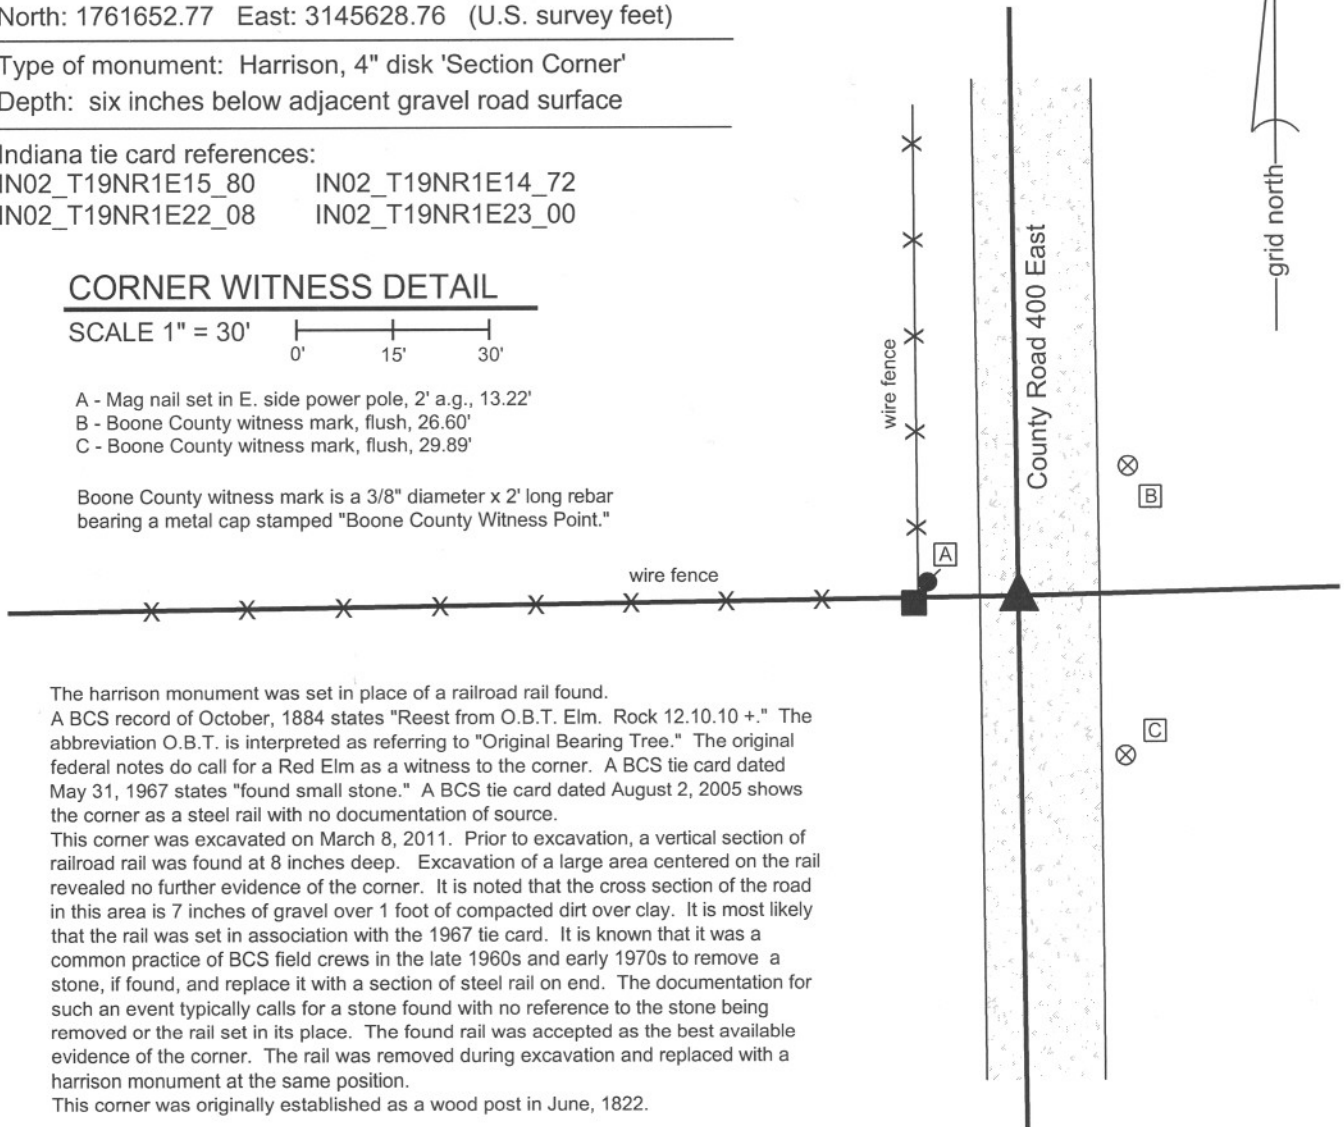 North: 1761652.77 East: 3145628.76 (U.S. survey feet)
Type of monument: Harrison, 4" disk 'Section Corner'
Depth: six inches below adjacent gravel road surface
Indiana tie card references:
IN02_T19NR1E15_80 IN02_T19NR1E14_72
IN02_T19NR1E22_08 IN02_T19NR1E23_00
CORNER WITNESS DETAIL
SCALE 1" = 30'
0' 15' 30'
A - Mag nail set in E. side power pole, 2' a.g., 13.22'
B - Boone County witness mark, flush, 26.60'
C - Boone County witness mark, flush, 29.89'
Boone County witness mark is a 3/8" diameter x 2' long rebar
bearing a metal cap stamped "Boone County Witness Point."
wire fence
wire fence
County Road 400 East
grid north
A
B
C
The harrison monument was set in place of a railroad rail found.
A BCS record of October, 1884 states "Reest from O.B.T. Elm. Rock 12.10.10 +." The
abbreviation O.B.T. is interpreted as referring to "Original Bearing Tree." The original
federal notes do call for a Red Elm as a witness to the corner. A BCS tie card dated
May 31, 1967 states "found small stone." A BCS tie card dated August 2, 2005 shows
the corner as a steel rail with no documentation of source.
This corner was excavated on March 8, 2011. Prior to excavation, a vertical section of
railroad rail was found at 8 inches deep. Excavation of a large area centered on the rail
revealed no further evidence of the corner. It is noted that the cross section of the road
in this area is 7 inches of gravel over 1 foot of compacted dirt over clay. It is most likely
that the rail was set in association with the 1967 tie card. It is known that it was a
common practice of BCS field crews in the late 1960s and early 1970s to remove a
stone, if found, and replace it with a section of steel rail on end. The documentation for
such an event typically calls for a stone found with no reference to the stone being
removed or the rail set in its place. The found rail was accepted as the best available
evidence of the corner. The rail was removed during excavation and replaced with a
harrison monument at the same position.
This corner was originally established as a wood post in June, 1822.